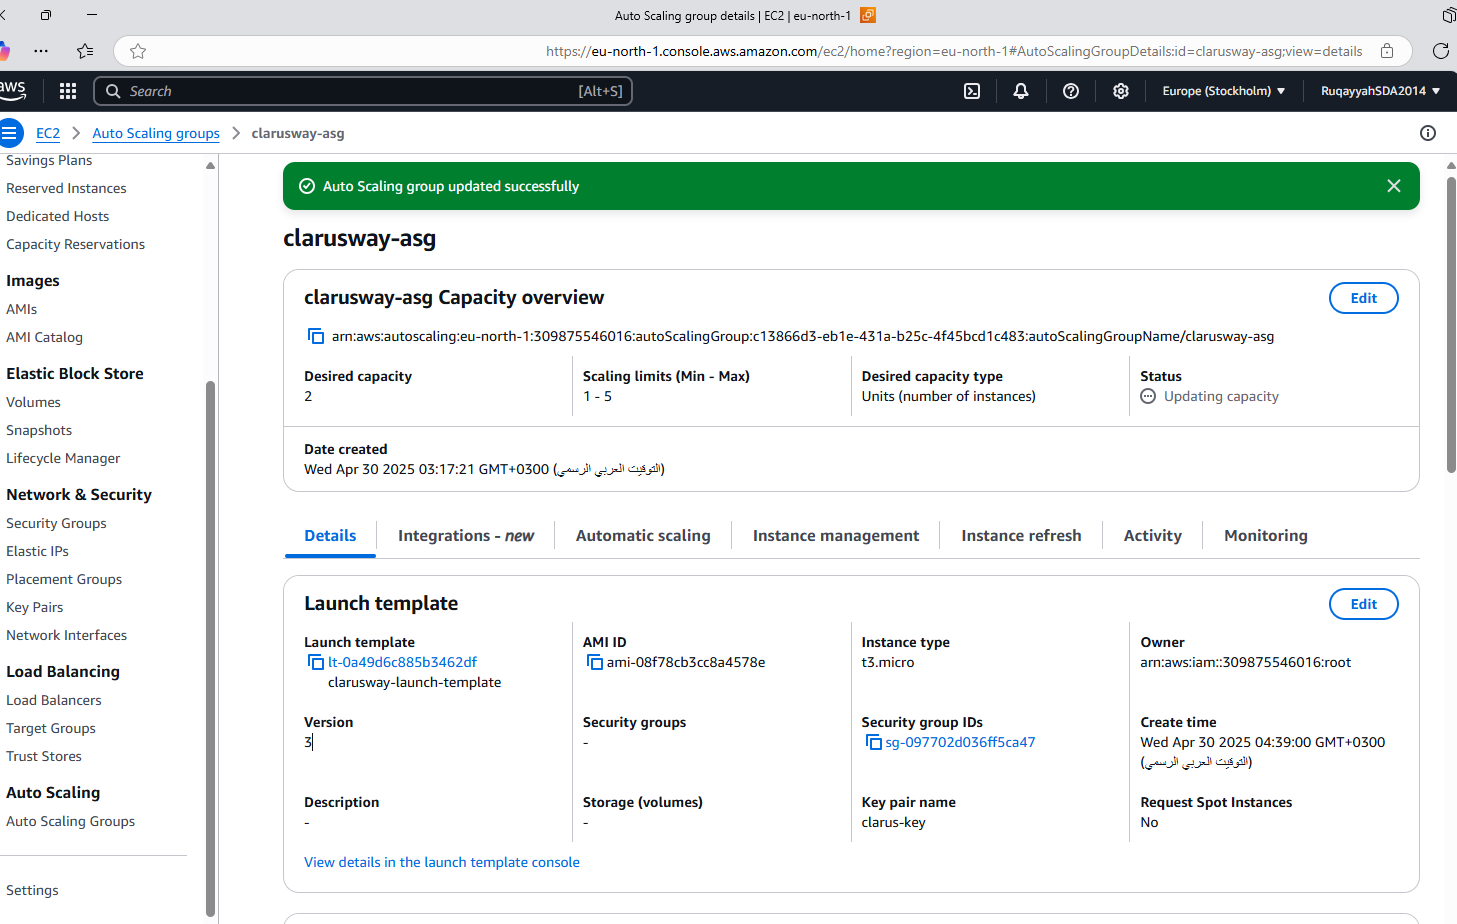 Auto Scaling group details | EC2 | eu-north-1
https://eu-north-1.console.aws.amazon.com/ec2/home?region=eu-north-1#AutoScalingGroupDetails:id=clarusway-asg;view=details
aws
Search
[Alt+S]
Europe (Stockholm)
RuqayyahSDA2014
EC2
Auto Scaling groups
clarusway-asg
Savings Plans
Reserved Instances
Dedicated Hosts
Capacity Reservations
Images
AMIs
AMI Catalog
Elastic Block Store
Volumes
Snapshots
Lifecycle Manager
Network & Security
Security Groups
Elastic IPs
Placement Groups
Key Pairs
Network Interfaces
Load Balancing
Load Balancers
Target Groups
Trust Stores
Auto Scaling
Auto Scaling Groups
Settings
Auto Scaling group updated successfully
clarusway-asg
clarusway-asg Capacity overview
Edit
arn:aws:autoscaling:eu-north-1:309875546016:autoScalingGroup:c13866d3-eb1e-431a-b25c-4f45bcd1c483:autoScalingGroupName/clarusway-asg
Desired capacity
2
Scaling limits (Min - Max)
1 - 5
Desired capacity type
Units (number of instances)
Status
Updating capacity
Date created
Wed Apr 30 2025 03:17:21 GMT+0300 (التوقيت العربي الرسمي)
Details
Integrations - new
Automatic scaling
Instance management
Instance refresh
Activity
Monitoring
Launch template
Edit
Launch template
lt-0a49d6c885b3462df
clarusway-launch-template
AMI ID
ami-08f78cb3cc8a4578e
Instance type
t3.micro
Owner
arn:aws:iam::309875546016:root
Version
3
Security groups
-
Security group IDs
sg-097702d036ff5ca47
Create time
Wed Apr 30 2025 04:39:00 GMT+0300
(التوقيت العربي الرسمي)
Description
-
Storage (volumes)
-
Key pair name
clarus-key
Request Spot Instances
No
View details in the launch template console